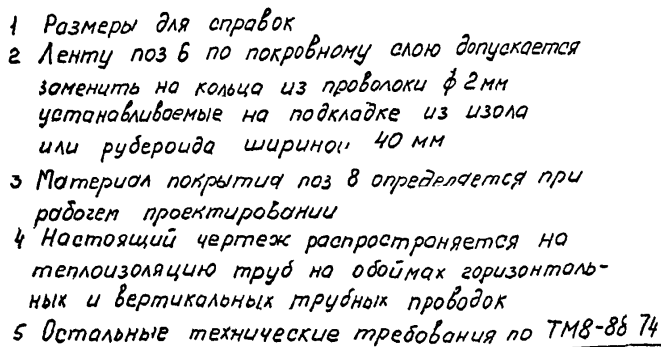 1 Размеры для справок
2 Ленту поз 6 по покровному слою допускается
заменить на кольца из проволоки ϕ 2мм
устанавливаемые на подкладке из изола
или рубероида шириной 40 мм
3 Материал покрытия поз 8 определяется при
рабочем проектировании
4 Настоящий чертеж распространяется на
теплоизоляцию труб на обоймах горизонталь-
ных и вертикальных трубных проводок
5 Остальные технические требования по ТМ8-88 74